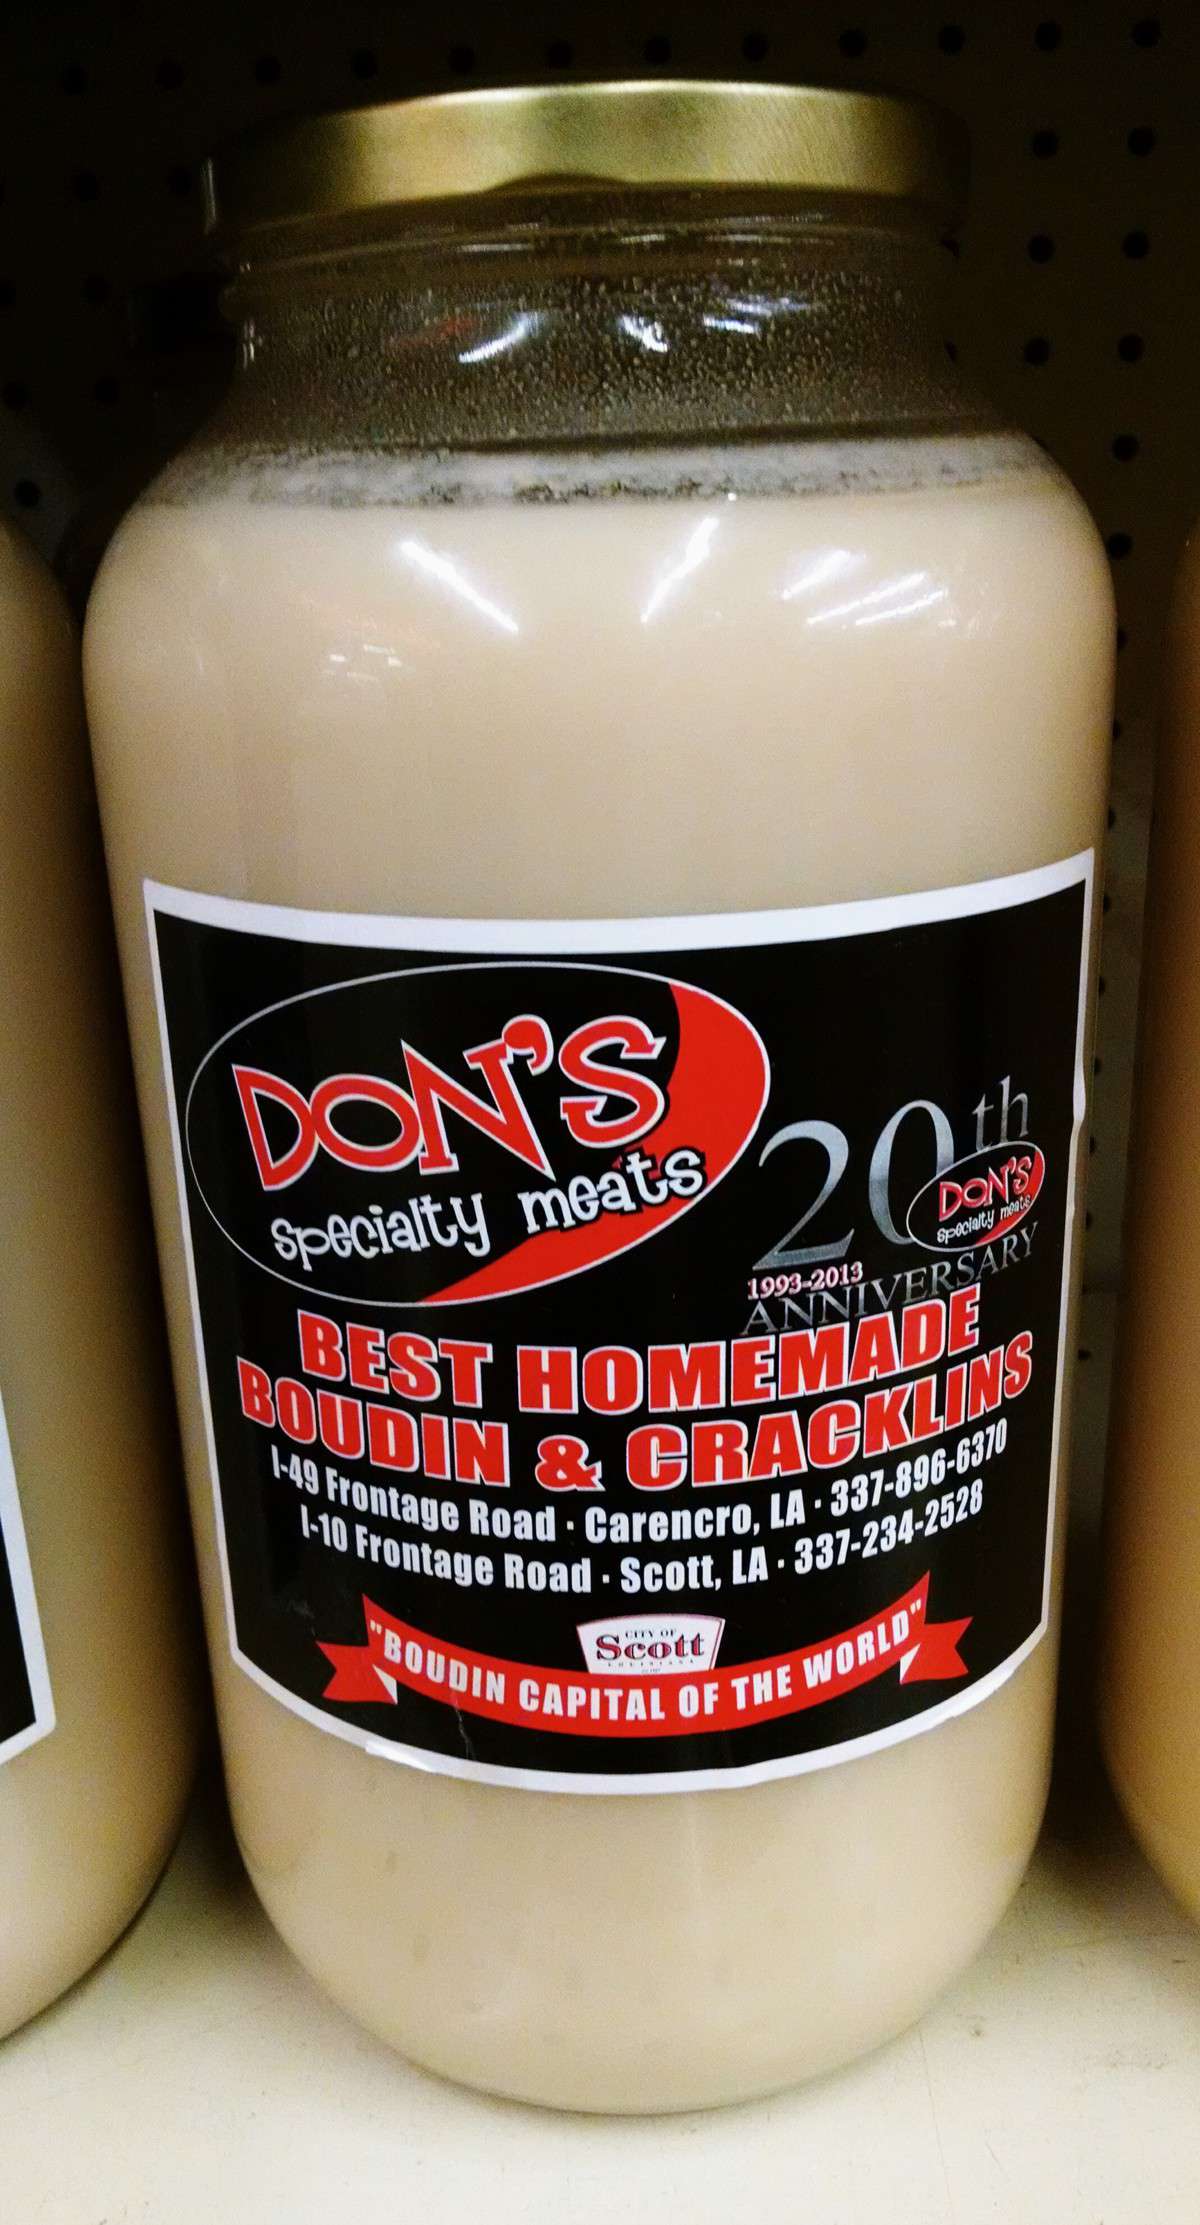 DON'S
specialty meats
20th
DON'S
specialty meats
1993-2013
ANNIVERSARY
BEST HOMEMADE
BOUDIN & CRACKLINS
I-49 Frontage Road · Carencro, LA · 337-896-6370
I-10 Frontage Road · Scott, LA · 337-234-2528
CITY OF
Scott
LOUISIANA
"BOUDIN CAPITAL OF THE WORLD"